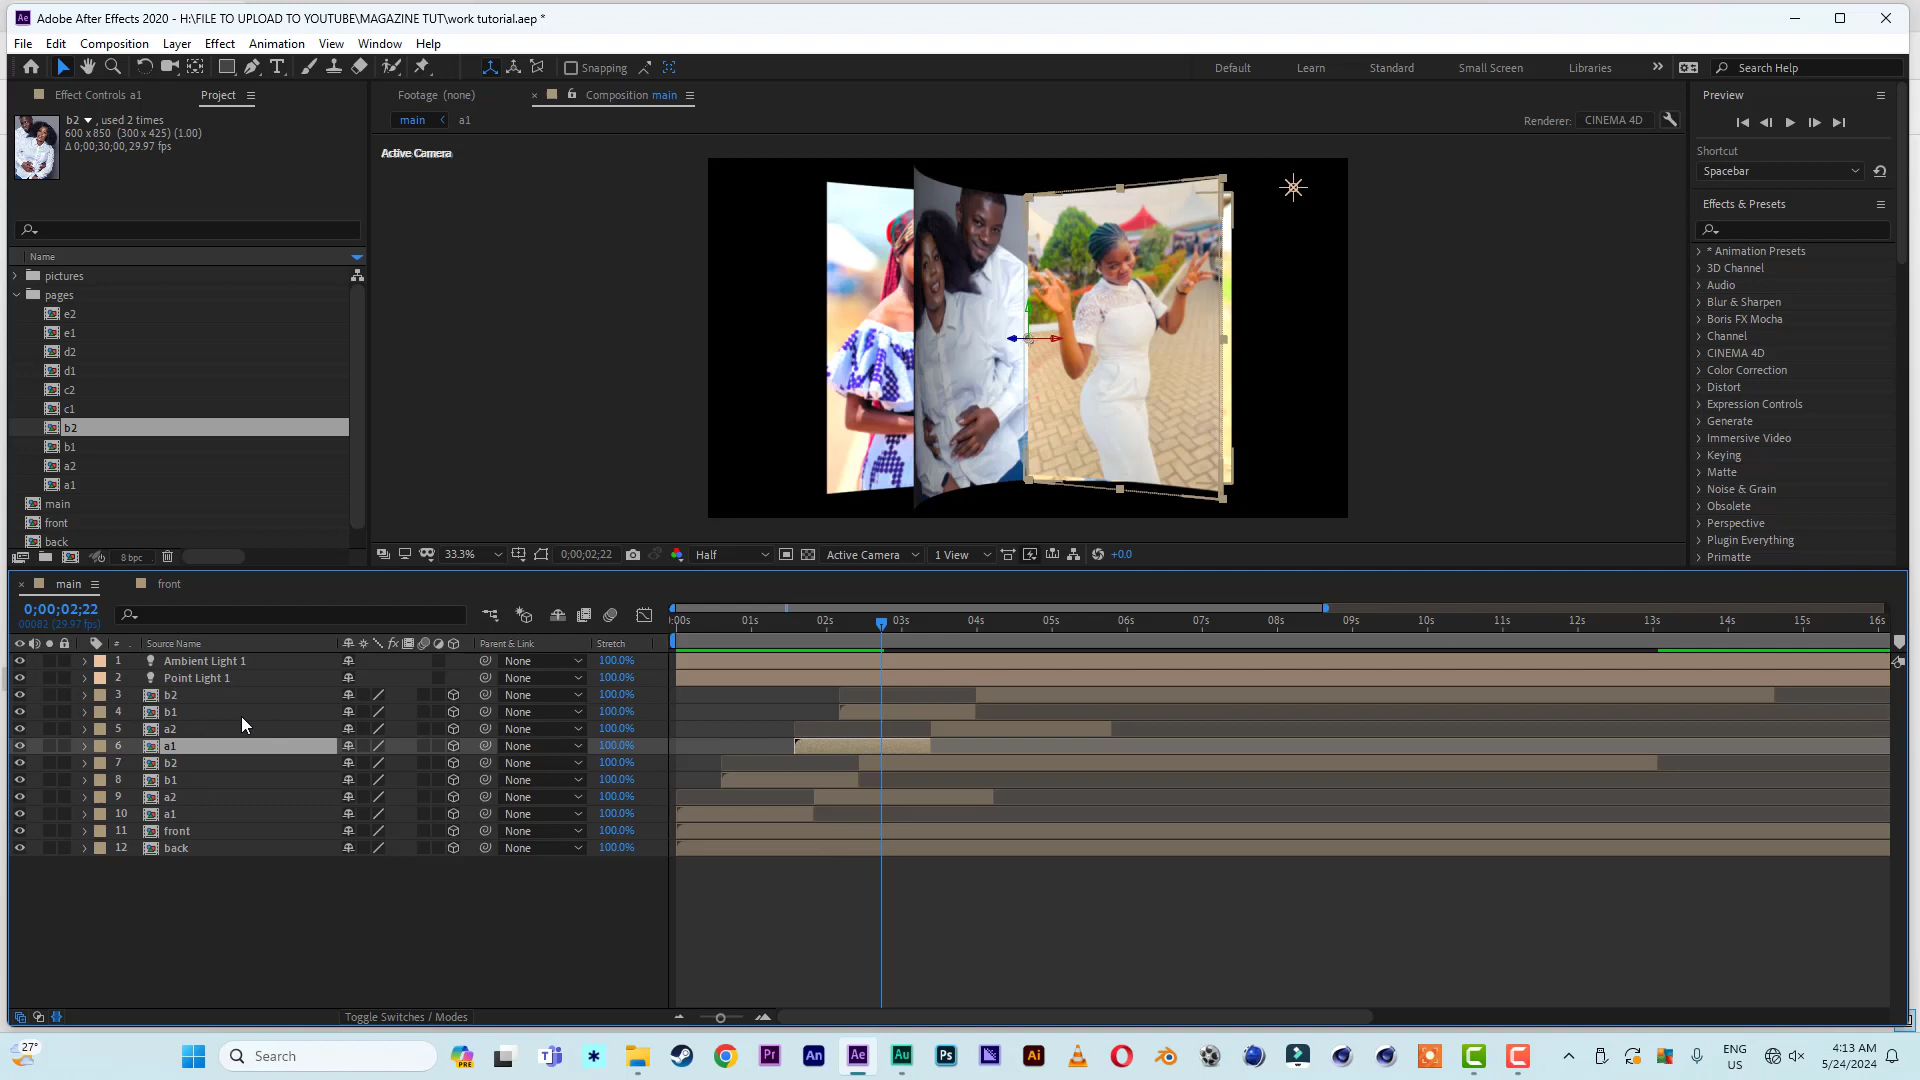 Adobe After Effects 2020 - H:\FILE TO UPLOAD TO YOUTUBE\MAGAZINE TUT\work tutorial.aep *
File Edit Composition Layer Effect Animation View Window Help
Snapping Default Learn Standard Small Screen Libraries Search Help
Effect Controls a1 Project Footage (none) Composition main Preview
b2 , used 2 times
600 x 850 (300 x 425) (1.00)
Δ 0;00;30;00, 29.97 fps
main a1 Renderer: CINEMA 4D
Active Camera
Shortcut
Spacebar
Effects & Presets
Name
pictures
pages
e2
e1
d2
d1
c2
c1
b2
b1
a2
a1
main
front
back
8 bpc
* Animation Presets
3D Channel
Audio
Blur & Sharpen
Boris FX Mocha
Channel
CINEMA 4D
Color Correction
Distort
Expression Controls
Generate
Immersive Video
Keying
Matte
Noise & Grain
Obsolete
Perspective
Plugin Everything
Primatte
33.3% 0;00;02;22 Half Active Camera 1 View +0.0
main front
0;00;02;22
00082 (29.97 fps)
:00s 01s 02s 03s 04s 05s 06s 07s 08s 09s 10s 11s 12s 13s 14s 15s 16s
# Source Name fx Parent & Link Stretch
1 Ambient Light 1 None 100.0%
2 Point Light 1 None 100.0%
3 b2 None 100.0%
4 b1 None 100.0%
5 a2 None 100.0%
6 a1 None 100.0%
7 b2 None 100.0%
8 b1 None 100.0%
9 a2 None 100.0%
10 a1 None 100.0%
11 front None 100.0%
12 back None 100.0%
Toggle Switches / Modes
27°
Search
PRE
Pr An Ae Au Ps Ai
ENG
US
4:13 AM
5/24/2024